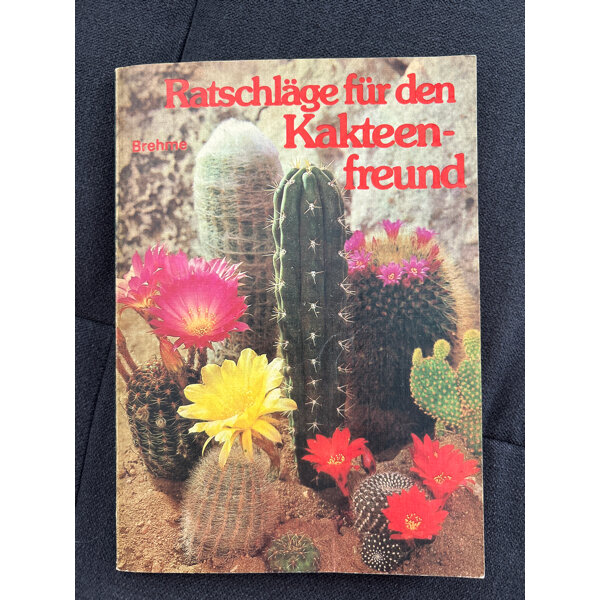 Ratschläge für den
Kakteen-
freund
Brehme